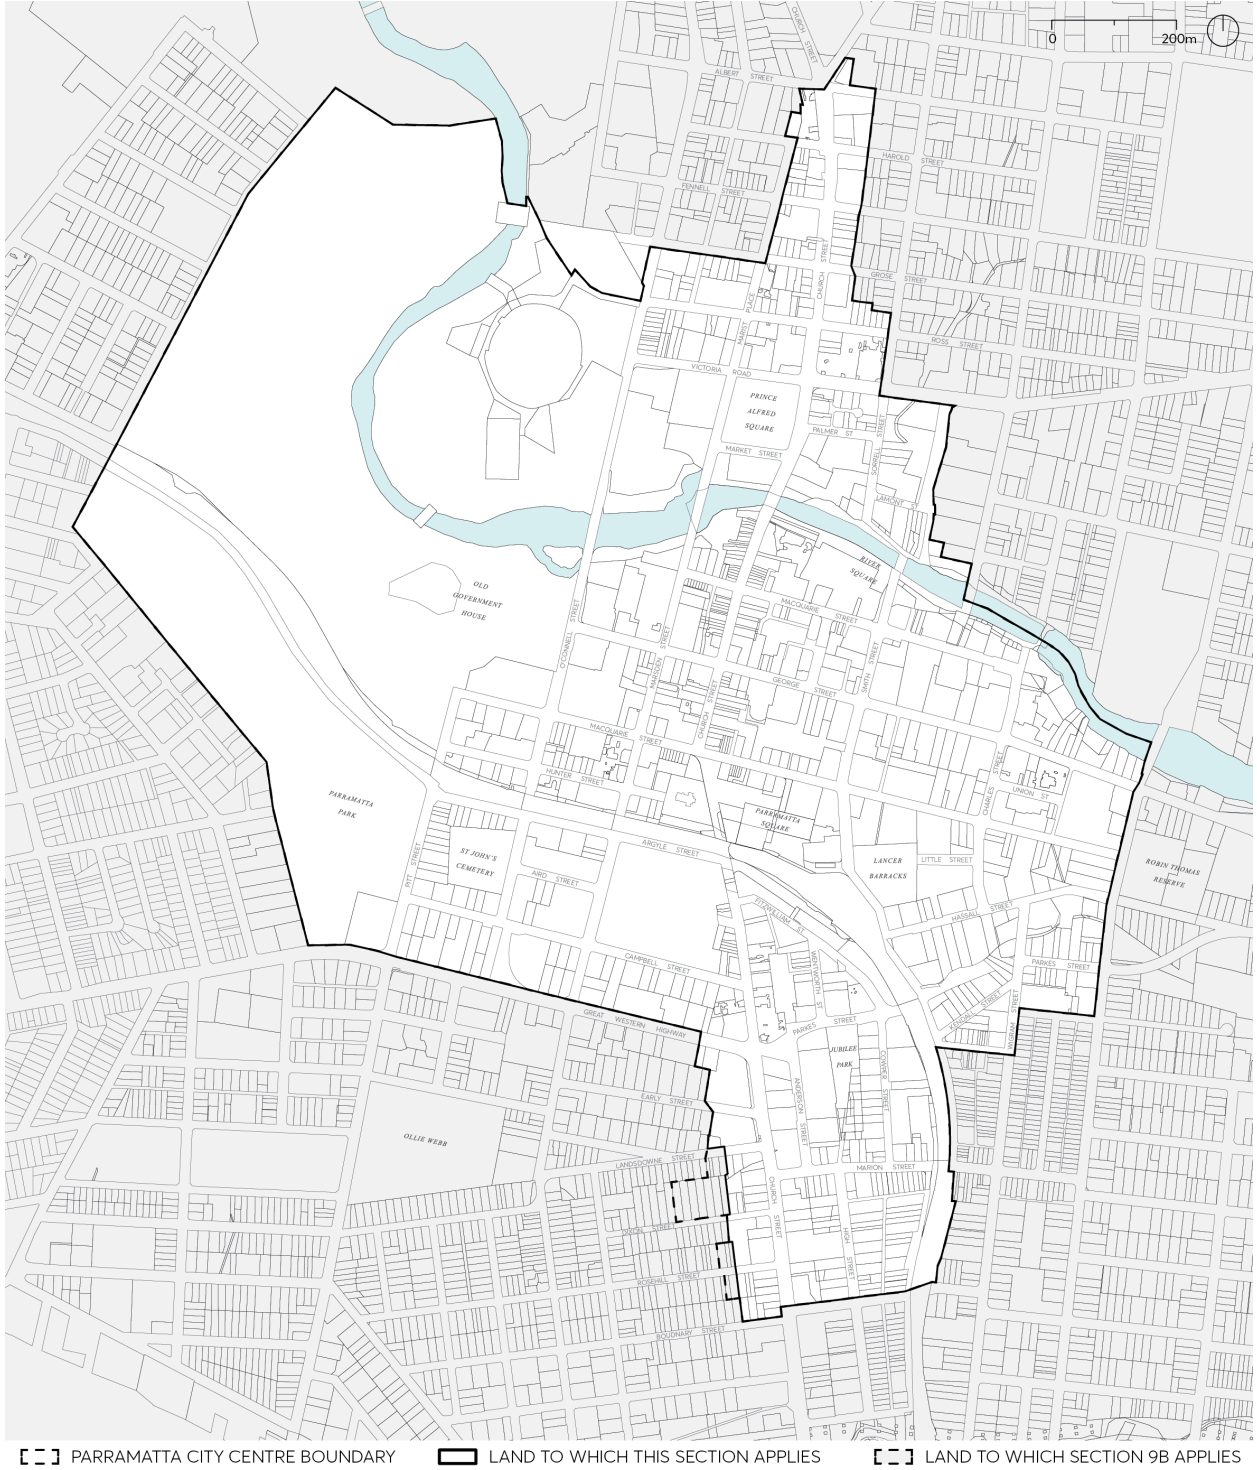 CHURCH STREET
0
200m
ALBERT STREET
HAROLD STREET
FENNELL STREET
CHURCH STREET
GROSE STREET
MARIST PLACE
ROSS STREET
VICTORIA ROAD
PRINCE
ALFRED
SQUARE
PALMER ST
SORRELL STREET
MARKET STREET
LAMONT ST
RIVER
SQUARE
OLD
GOVERNMENT
HOUSE
O'CONNELL STREET
MACQUARIE STREET
MARSDEN STREET
SMITH STREET
GEORGE STREET
CHURCH STREET
MACQUARIE STREET
HUNTER STREET
CHARLES STREET
UNION ST
PARRAMATTA
PARK
PARRAMATTA
SQUARE
ARGYLE STREET
ST JOHN'S
CEMETERY
PITT STREET
AIRD STREET
LANCER
BARRACKS
LITTLE STREET
ROBIN THOMAS
RESERVE
HASSALL STREET
FITZWILLIAM ST
WENTWORTH ST
CAMPBELL STREET
PARKES STREET
KENDALL STREET
WIGRAM STREET
GREAT WESTERN HIGHWAY
PARKES STREET
JUBILEE
PARK
COWPER STREET
ANDERSON STREET
EARLY STREET
OLLIE WEBB
LANDSDOWNE STREET
MARION STREET
CHURCH STREET
DIXON STREET
HIGH STREE
ROSEHILL STREET
BOUDNARY STREET
PARRAMATTA CITY CENTRE BOUNDARY
LAND TO WHICH THIS SECTION APPLIES
LAND TO WHICH SECTION 9B APPLIES